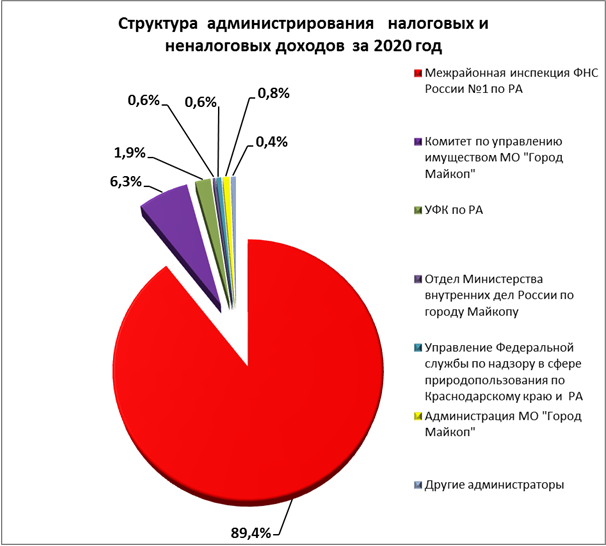 Структура администрирования налоговых и
неналоговых доходов за 2020 год
0,6%
0,6%
0,8%
0,4%
1,9%
6,3%
89,4%
Межрайонная инспекция ФНС
России №1 по РА
Комитет по управлению
имуществом МО "Город
Майкоп"
УФК по РА
Отдел Министерства
внутренних дел России по
городу Майкопу
Управление Федеральной
службы по надзору в сфере
природопользования по
Краснодарскому краю и РА
Администрация МО "Город
Майкоп"
Другие администраторы